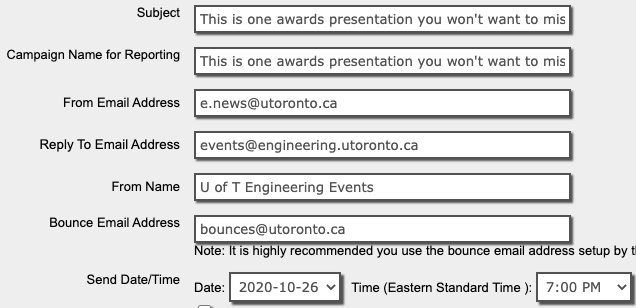 Subject This is one awards presentation you won't want to mis
Campaign Name for Reporting This is one awards presentation you won't want to mis
From Email Address e.news@utoronto.ca
Reply To Email Address events@engineering.utoronto.ca
From Name U of T Engineering Events
Bounce Email Address bounces@utoronto.ca
Note: It is highly recommended you use the bounce email address setup by
Send Date/Time Date: 2020-10-26 Time (Eastern Standard Time ): 7:00 PM